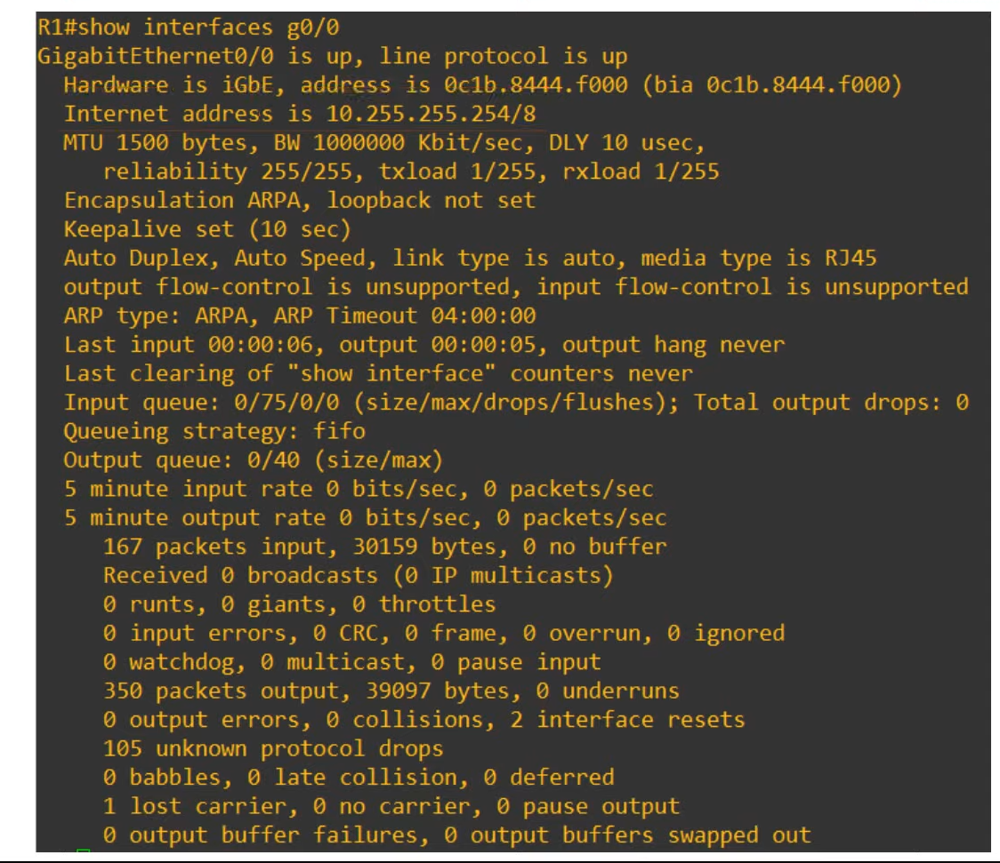 R1#show interfaces g0/0
GigabitEthernet0/0 is up, line protocol is up
Hardware is iGbE, address is 0c1b.8444.f000 (bia 0c1b.8444.f000)
Internet address is 10.255.255.254/8
MTU 1500 bytes, BW 1000000 Kbit/sec, DLY 10 usec,
reliability 255/255, txload 1/255, rxload 1/255
Encapsulation ARPA, loopback not set
Keepalive set (10 sec)
Auto Duplex, Auto Speed, link type is auto, media type is RJ45
output flow-control is unsupported, input flow-control is unsupported
ARP type: ARPA, ARP Timeout 04:00:00
Last input 00:00:06, output 00:00:05, output hang never
Last clearing of "show interface" counters never
Input queue: 0/75/0/0 (size/max/drops/flushes); Total output drops: 0
Queueing strategy: fifo
Output queue: 0/40 (size/max)
5 minute input rate 0 bits/sec, 0 packets/sec
5 minute output rate 0 bits/sec, 0 packets/sec
167 packets input, 30159 bytes, 0 no buffer
Received 0 broadcasts (0 IP multicasts)
0 runts, 0 giants, 0 throttles
0 input errors, 0 CRC, 0 frame, 0 overrun, 0 ignored
0 watchdog, 0 multicast, 0 pause input
350 packets output, 39097 bytes, 0 underruns
0 output errors, 0 collisions, 2 interface resets
105 unknown protocol drops
0 babbles, 0 late collision, 0 deferred
1 lost carrier, 0 no carrier, 0 pause output
0 output buffer failures, 0 output buffers swapped out